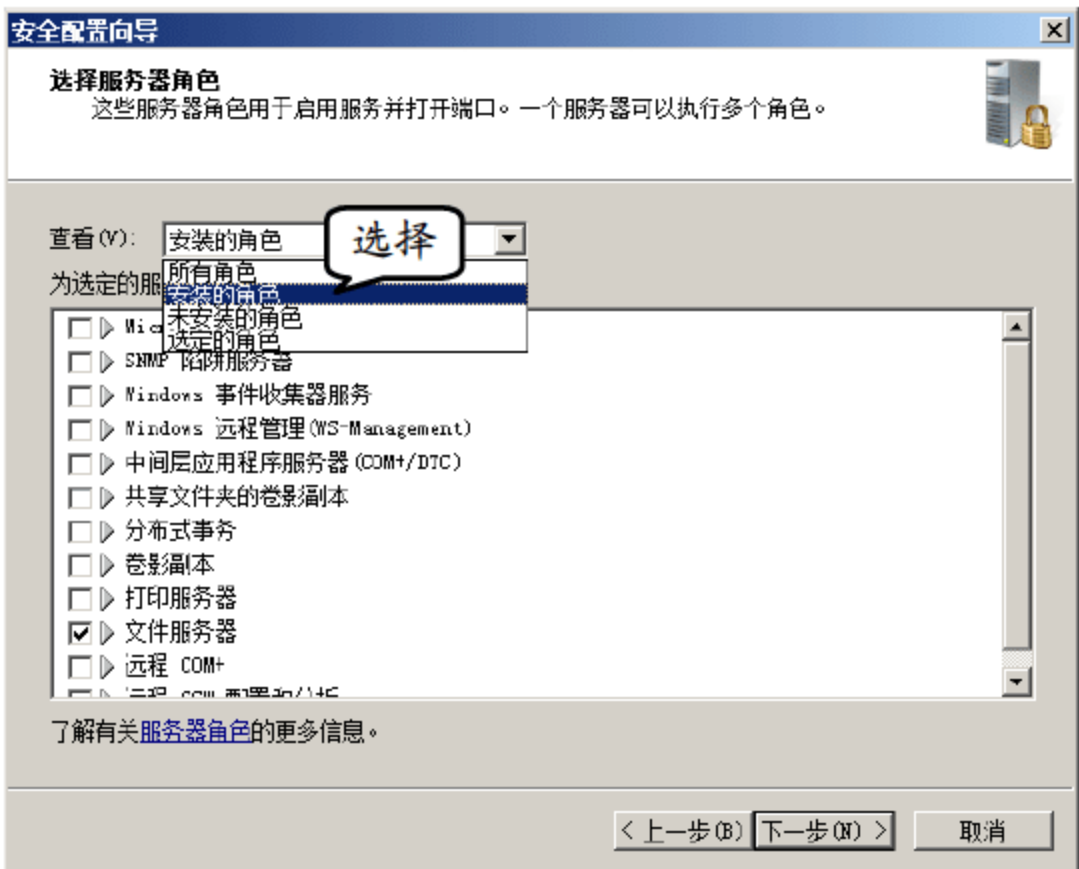 安全配置向导
选择服务器角色
这些服务器角色用于启用服务并打开端口。一个服务器可以执行多个角色。
查看(V):
安装的角色
选择
所有角色
为选定的服
安装的角色
未安装的角色
选定的角色
SNMP 陷阱服务器
Windows 事件收集器服务
Windows 远程管理(WS-Management)
中间层应用程序服务器(COM+/DTC)
共享文件夹的卷影副本
分布式事务
卷影副本
打印服务器
文件服务器
远程 COM+
了解有关服务器角色的更多信息。
< 上一步(B)
下一步(N) >
取消